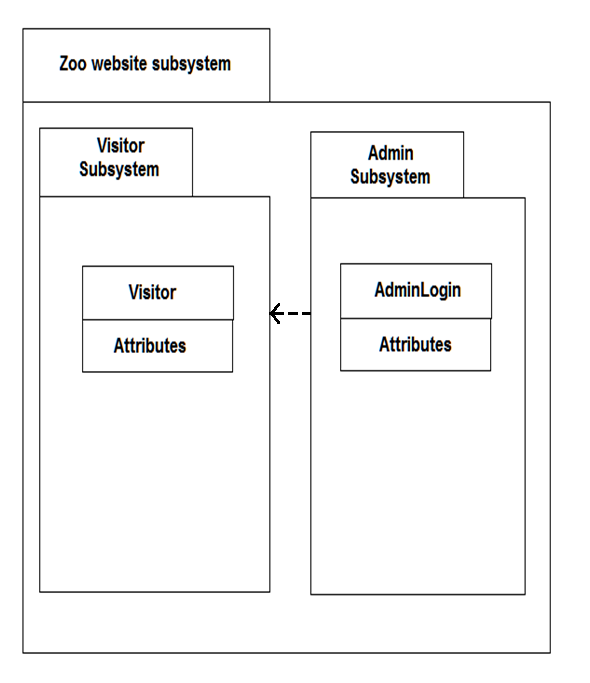 Zoo website subsystem
Visitor
Subsystem
Admin
Subsystem
Visitor
Attributes
AdminLogin
Attributes